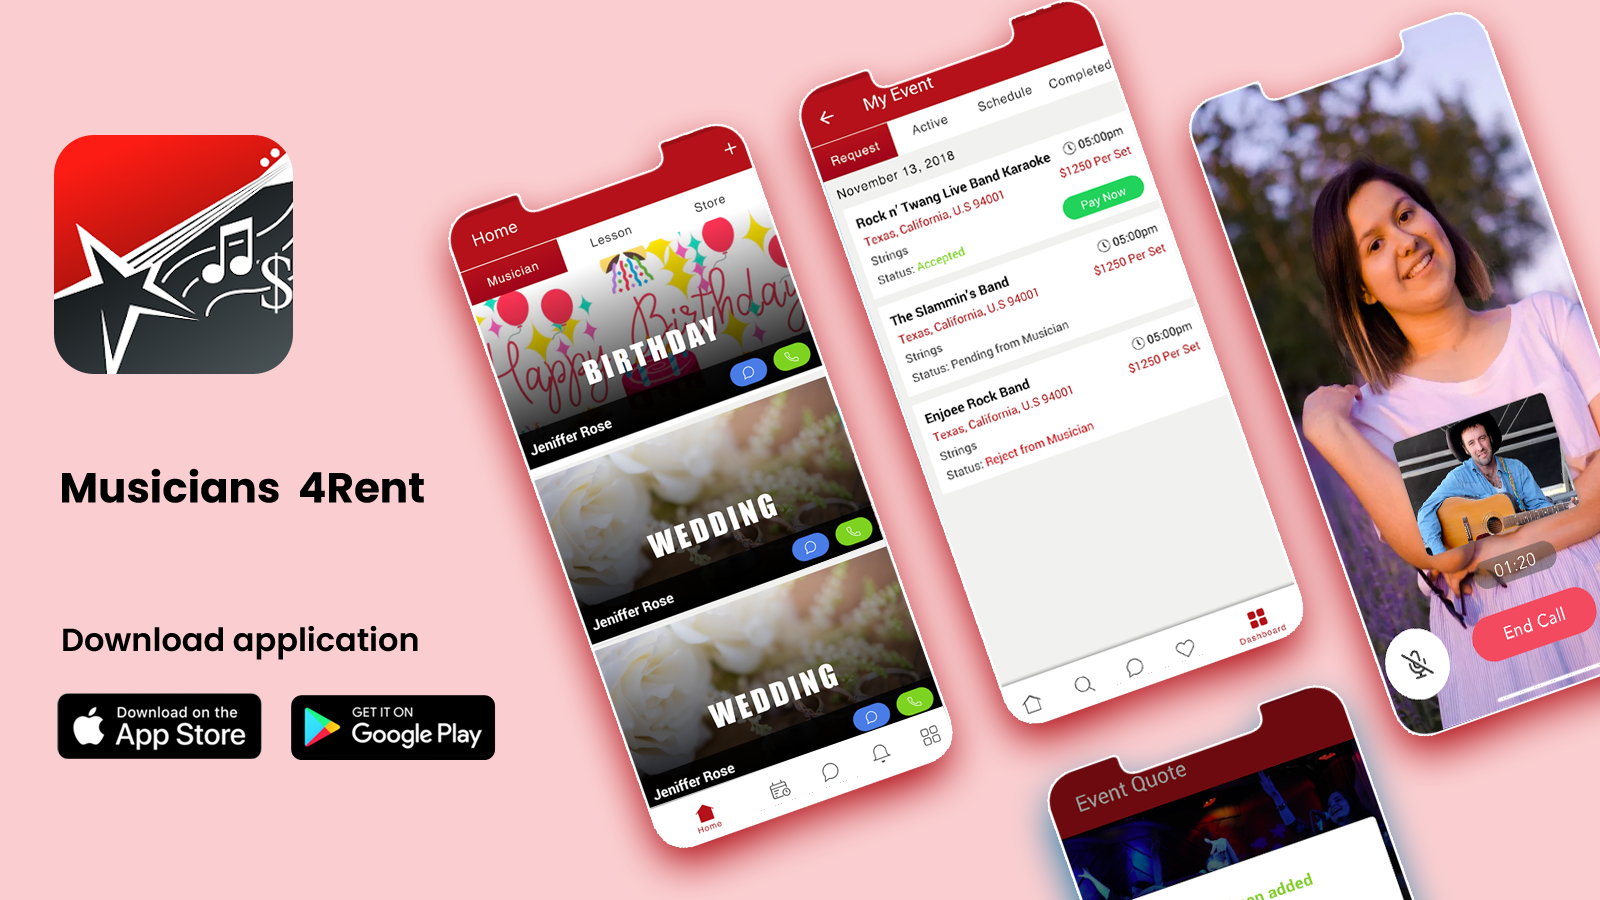 $
Musicians 4Rent
Download application
Download on the
App Store
GET IT ON
Google Play
Home
+
Musician
Lesson
Store
Happy Birthday
BIRTHDAY
Jeniffer Rose
WEDDING
Jeniffer Rose
WEDDING
Jeniffer Rose
Home
My Event
Request
Active
Schedule
Completed
November 13, 2018
Rock n' Twang Live Band Karaoke
05:00pm
Texas, California, U.S 94001
$1250 Per Set
Strings
Status: Accepted
Pay Now
The Slammin's Band
05:00pm
Texas, California, U.S 94001
$1250 Per Set
Strings
Status: Pending from Musician
Enjoee Rock Band
05:00pm
Texas, California, U.S 94001
$1250 Per Set
Strings
Status: Reject from Musician
Dashboard
01:20
End Call
Event Quote
added